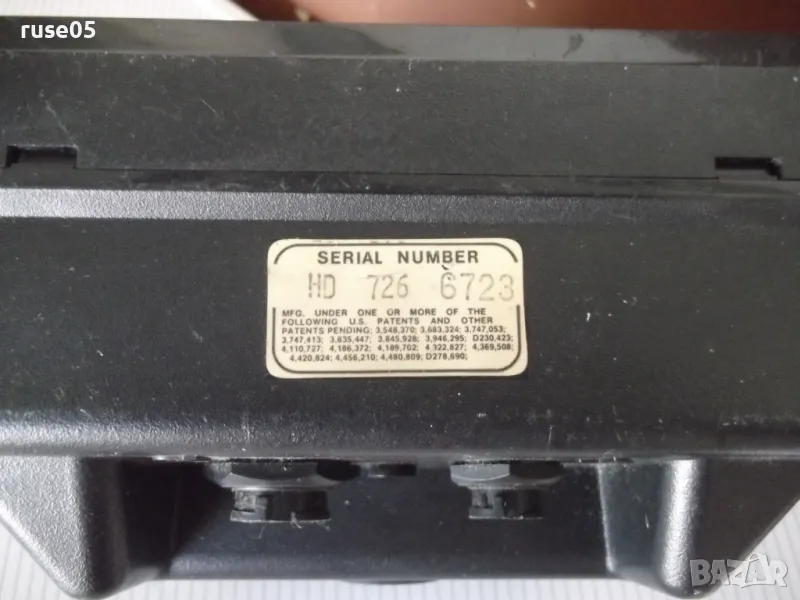 ruse05
SERIAL NUMBER
HD 726 6723
MFG. UNDER ONE OR MORE OF THE
FOLLOWING U.S. PATENTS AND OTHER
PATENTS PENDING; 3,548,370; 3,683,324; 3,747,053;
3,747,413; 3,835,447; 3,845,928; 3,946,295; D230,423;
4,110,727; 4,186,372; 4,189,702; 4,322,827; 4,369,508;
4,420,824; 4,456,210; 4,480,809; D278,690;
BAZAR.bg